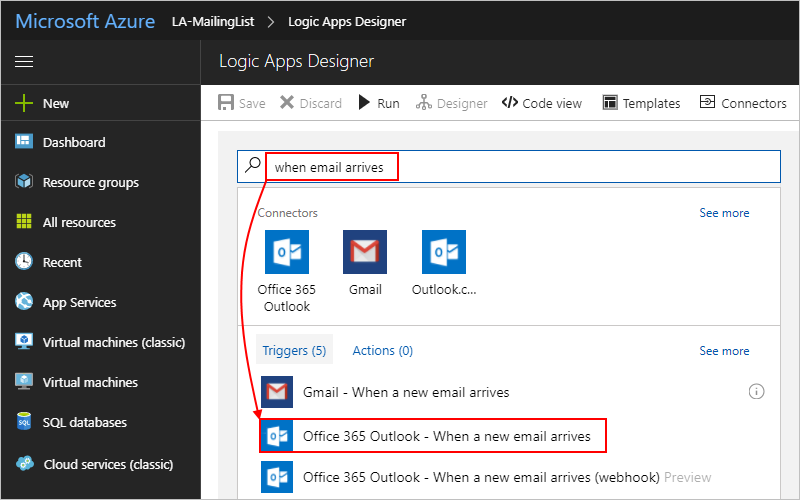 Microsoft Azure LA-MailingList > Logic Apps Designer
Logic Apps Designer
New
Save Discard Run Designer Code view Templates Connectors
Dashboard
Resource groups
All resources
Recent
App Services
Virtual machines (classic)
Virtual machines
SQL databases
Cloud services (classic)
when email arrives
Connectors See more
Office 365 Outlook
Gmail
Outlook.c...
Triggers (5) Actions (0) See more
Gmail - When a new email arrives
Office 365 Outlook - When a new email arrives
Office 365 Outlook - When a new email arrives (webhook) Preview